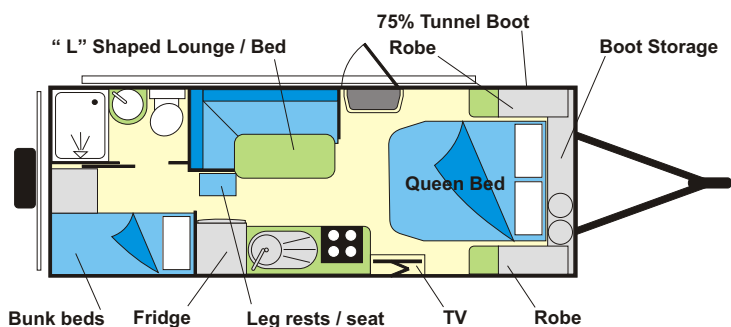 75% Tunnel Boot
“ L” Shaped Lounge / Bed
Robe
Boot Storage
Queen Bed
Bunk beds
Fridge
Leg rests / seat
TV
Robe